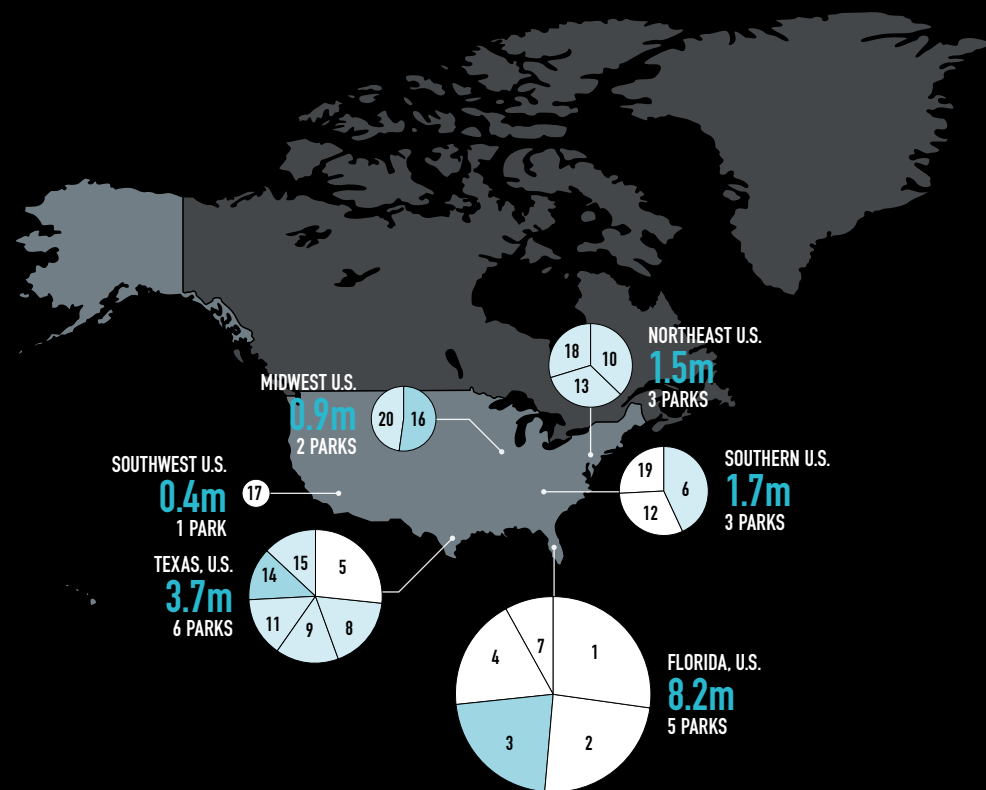 NORTHEAST U.S.
1.5m
3 PARKS
18
10
13
MIDWEST U.S.
0.9m
2 PARKS
20
16
SOUTHWEST U.S.
0.4m
1 PARK
17
SOUTHERN U.S.
1.7m
3 PARKS
19
6
12
TEXAS, U.S.
3.7m
6 PARKS
15
5
14
11
9
8
FLORIDA, U.S.
8.2m
5 PARKS
7
1
4
3
2